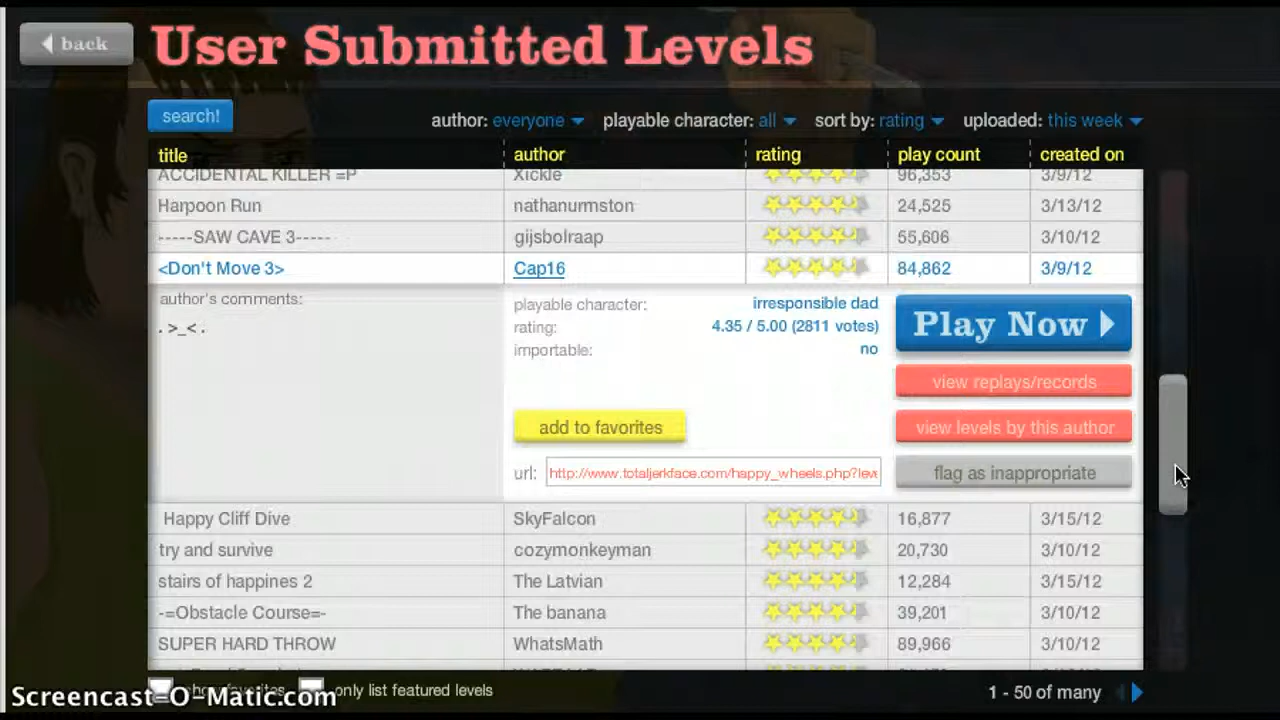 back
User Submitted Levels
search!
author: everyone playable character: all sort by: rating uploaded: this week
title author rating play count created on
ACCIDENTAL KILLER =P Xickle 96,353 3/9/12
Harpoon Run nathanurmston 24,525 3/13/12
-----SAW CAVE 3----- gijsbolraap 55,606 3/10/12
<Don't Move 3> Cap16 84,862 3/9/12
author's comments:
. >_< .
playable character: irresponsible dad
rating: 4.35 / 5.00 (2811 votes)
importable: no
add to favorites
url: http://www.totaljerkface.com/happy_wheels.php?leve
Play Now
view replays/records
view levels by this author
flag as inappropriate
Happy Cliff Dive SkyFalcon 16,877 3/15/12
try and survive cozymonkeyman 20,730 3/10/12
stairs of happines 2 The Latvian 12,284 3/15/12
-=Obstacle Course=- The banana 39,201 3/10/12
SUPER HARD THROW WhatsMath 89,966 3/10/12
show favorites only list featured levels
1 - 50 of many
Screencast-O-Matic.com